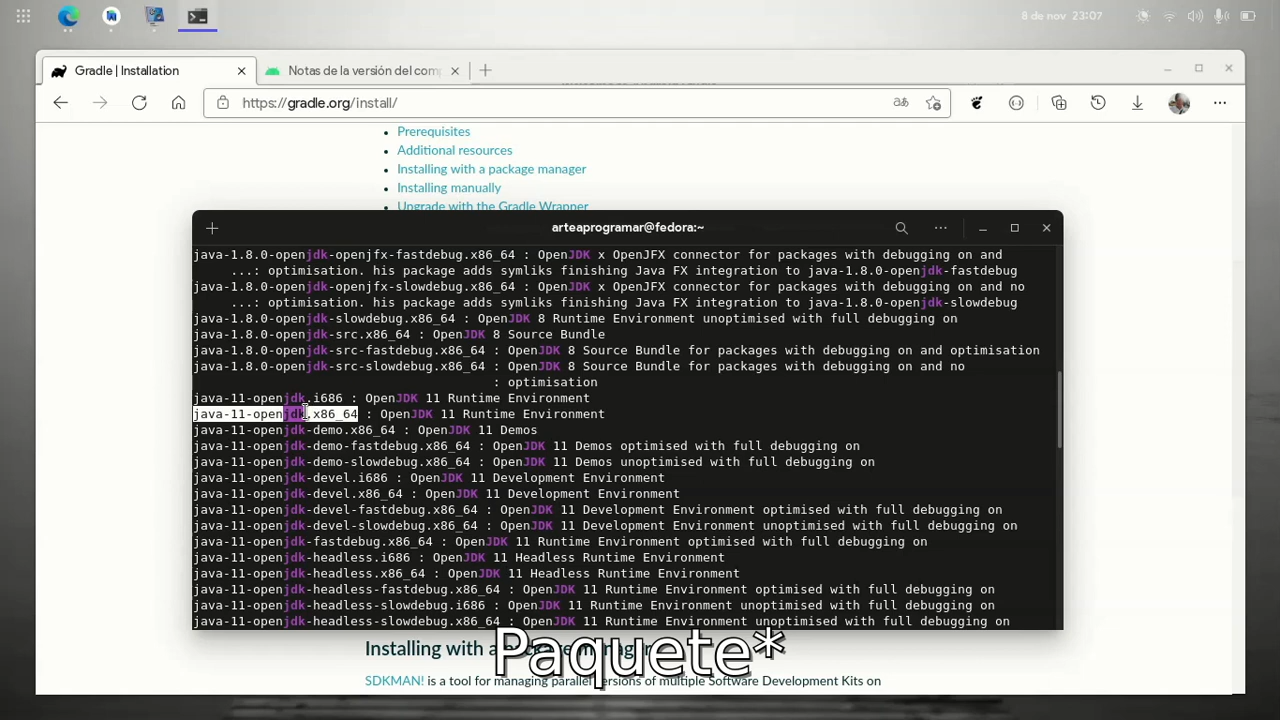 8 de nov 23:07
Gradle | Installation
Notas de la versión del com
https://gradle.org/install/
Prerequisites
Additional resources
Installing with a package manager
Installing manually
Upgrade with the Gradle Wrapper
arteaprogramar@fedora:~
java-1.8.0-openjdk-openjfx-fastdebug.x86_64 : OpenJDK x OpenJFX connector for packages with debugging on and
...: optimisation. his package adds symliks finishing Java FX integration to java-1.8.0-openjdk-fastdebug
java-1.8.0-openjdk-openjfx-slowdebug.x86_64 : OpenJDK x OpenJFX connector for packages with debugging on and no
...: optimisation. his package adds symliks finishing Java FX integration to java-1.8.0-openjdk-slowdebug
java-1.8.0-openjdk-slowdebug.x86_64 : OpenJDK 8 Runtime Environment unoptimised with full debugging on
java-1.8.0-openjdk-src.x86_64 : OpenJDK 8 Source Bundle
java-1.8.0-openjdk-src-fastdebug.x86_64 : OpenJDK 8 Source Bundle for packages with debugging on and optimisation
java-1.8.0-openjdk-src-slowdebug.x86_64 : OpenJDK 8 Source Bundle for packages with debugging on and no
: optimisation
java-11-openjdk.i686 : OpenJDK 11 Runtime Environment
java-11-openjdk.x86_64 : OpenJDK 11 Runtime Environment
java-11-openjdk-demo.x86_64 : OpenJDK 11 Demos
java-11-openjdk-demo-fastdebug.x86_64 : OpenJDK 11 Demos optimised with full debugging on
java-11-openjdk-demo-slowdebug.x86_64 : OpenJDK 11 Demos unoptimised with full debugging on
java-11-openjdk-devel.i686 : OpenJDK 11 Development Environment
java-11-openjdk-devel.x86_64 : OpenJDK 11 Development Environment
java-11-openjdk-devel-fastdebug.x86_64 : OpenJDK 11 Development Environment optimised with full debugging on
java-11-openjdk-devel-slowdebug.x86_64 : OpenJDK 11 Development Environment unoptimised with full debugging on
java-11-openjdk-fastdebug.x86_64 : OpenJDK 11 Runtime Environment optimised with full debugging on
java-11-openjdk-headless.i686 : OpenJDK 11 Headless Runtime Environment
java-11-openjdk-headless.x86_64 : OpenJDK 11 Headless Runtime Environment
java-11-openjdk-headless-fastdebug.x86_64 : OpenJDK 11 Runtime Environment optimised with full debugging on
java-11-openjdk-headless-slowdebug.i686 : OpenJDK 11 Runtime Environment unoptimised with full debugging on
java-11-openjdk-headless-slowdebug.x86_64 : OpenJDK 11 Runtime Environment unoptimised with full debugging on
Paquete*
Installing with a package manager
SDKMAN! is a tool for managing parallel versions of multiple Software Development Kits on